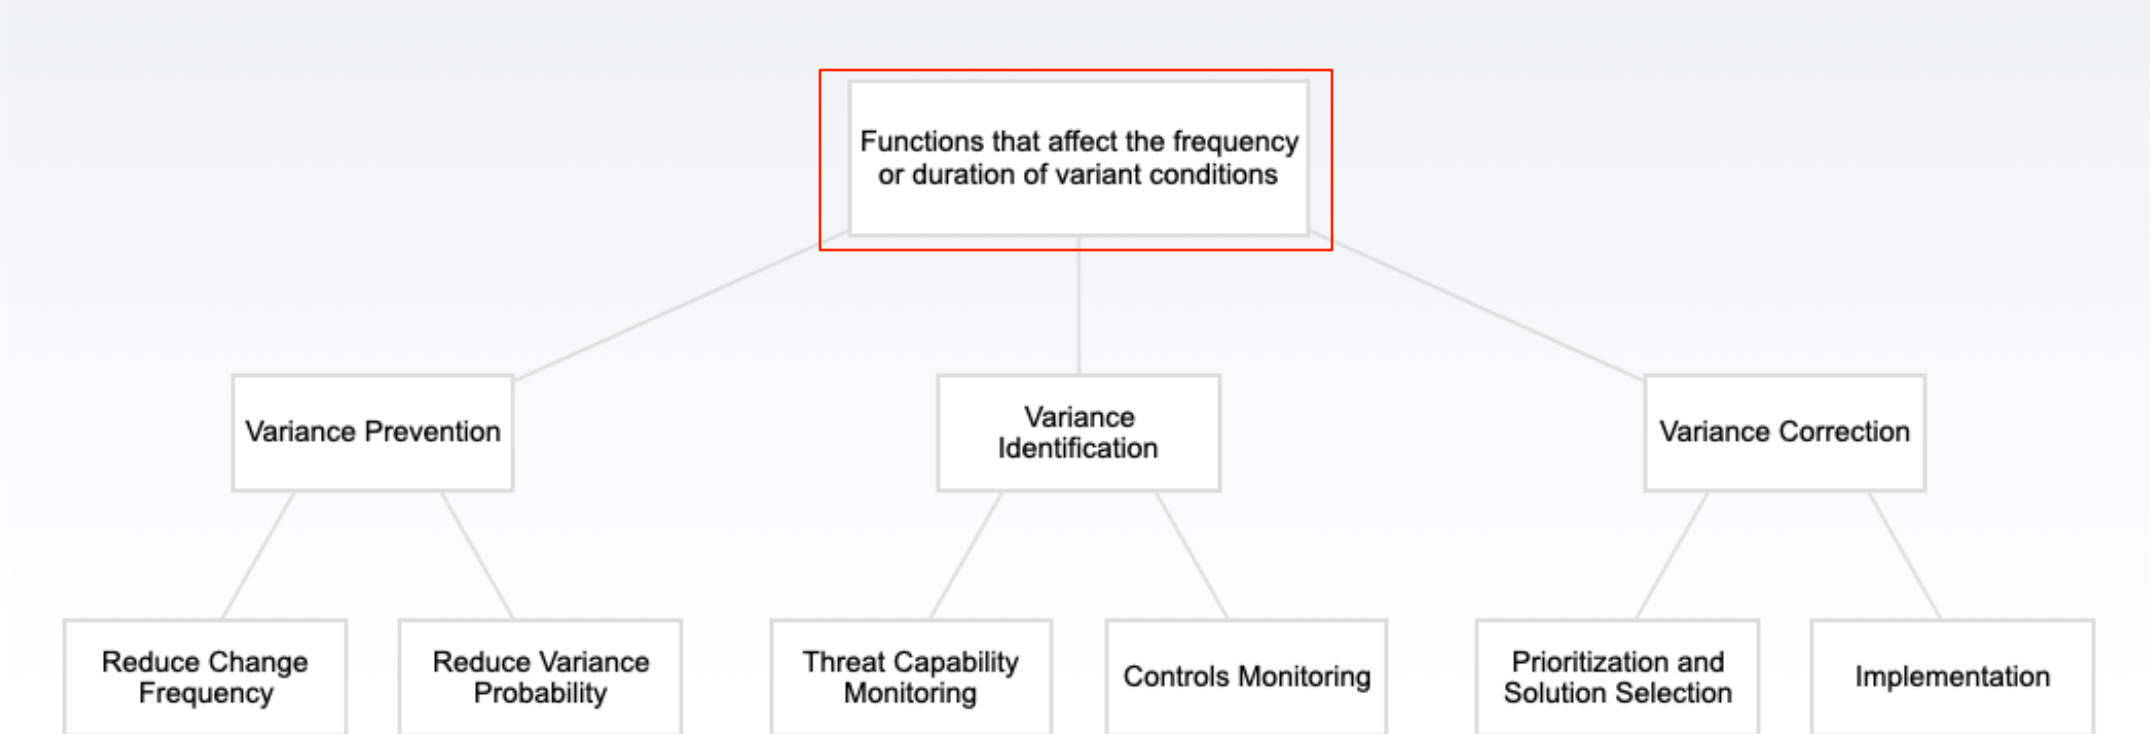 Functions that affect the frequency
or duration of variant conditions
Variance Prevention
Variance
Identification
Variance Correction
Reduce Change
Frequency
Reduce Variance
Probability
Threat Capability
Monitoring
Controls Monitoring
Prioritization and
Solution Selection
Implementation